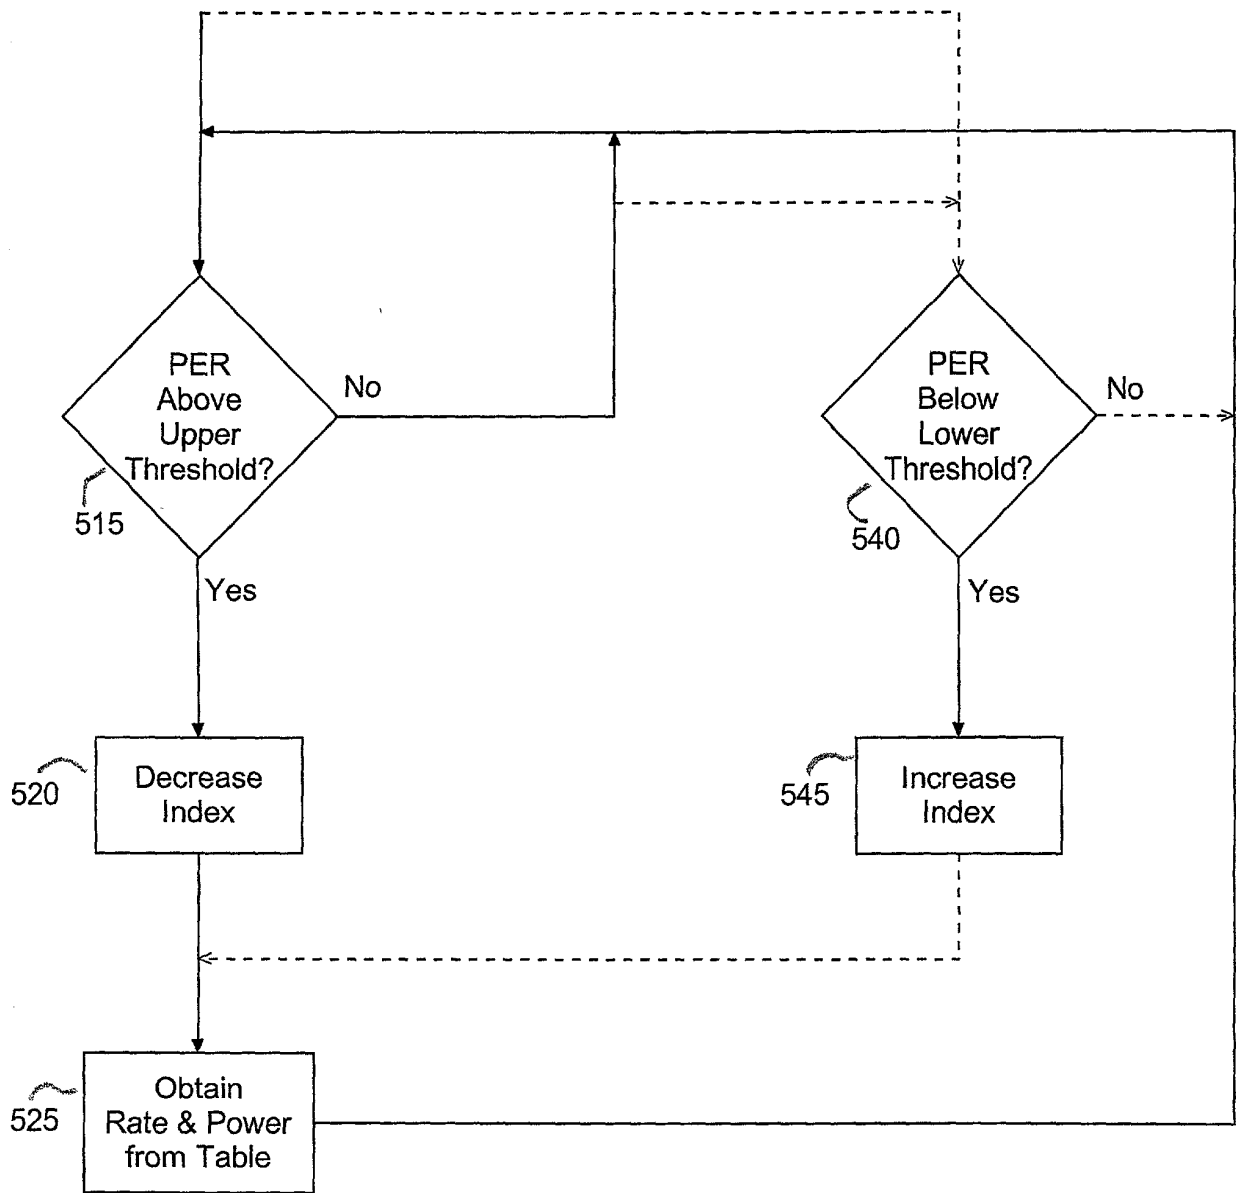 PER
Above
Upper
Threshold?
No
515
Yes
PER
Below
Lower
Threshold?
No
540
Yes
520
Decrease
Index
545
Increase
Index
525
Obtain
Rate & Power
from Table